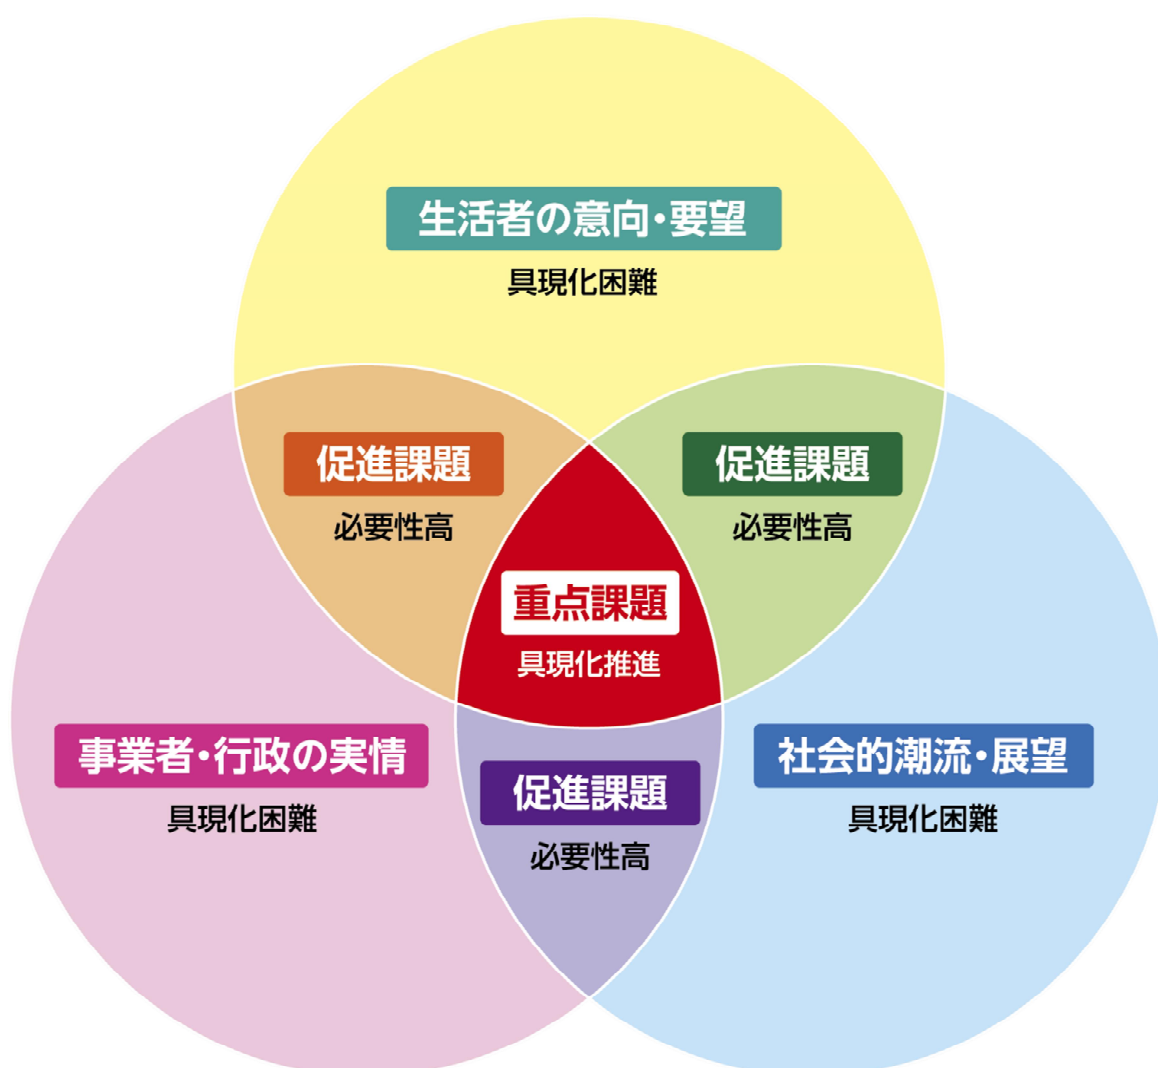 生活者の意向・要望
具現化困難
促進課題
必要性高
促進課題
必要性高
重点課題
具現化推進
事業者・行政の実情
具現化困難
促進課題
必要性高
社会的潮流・展望
具現化困難